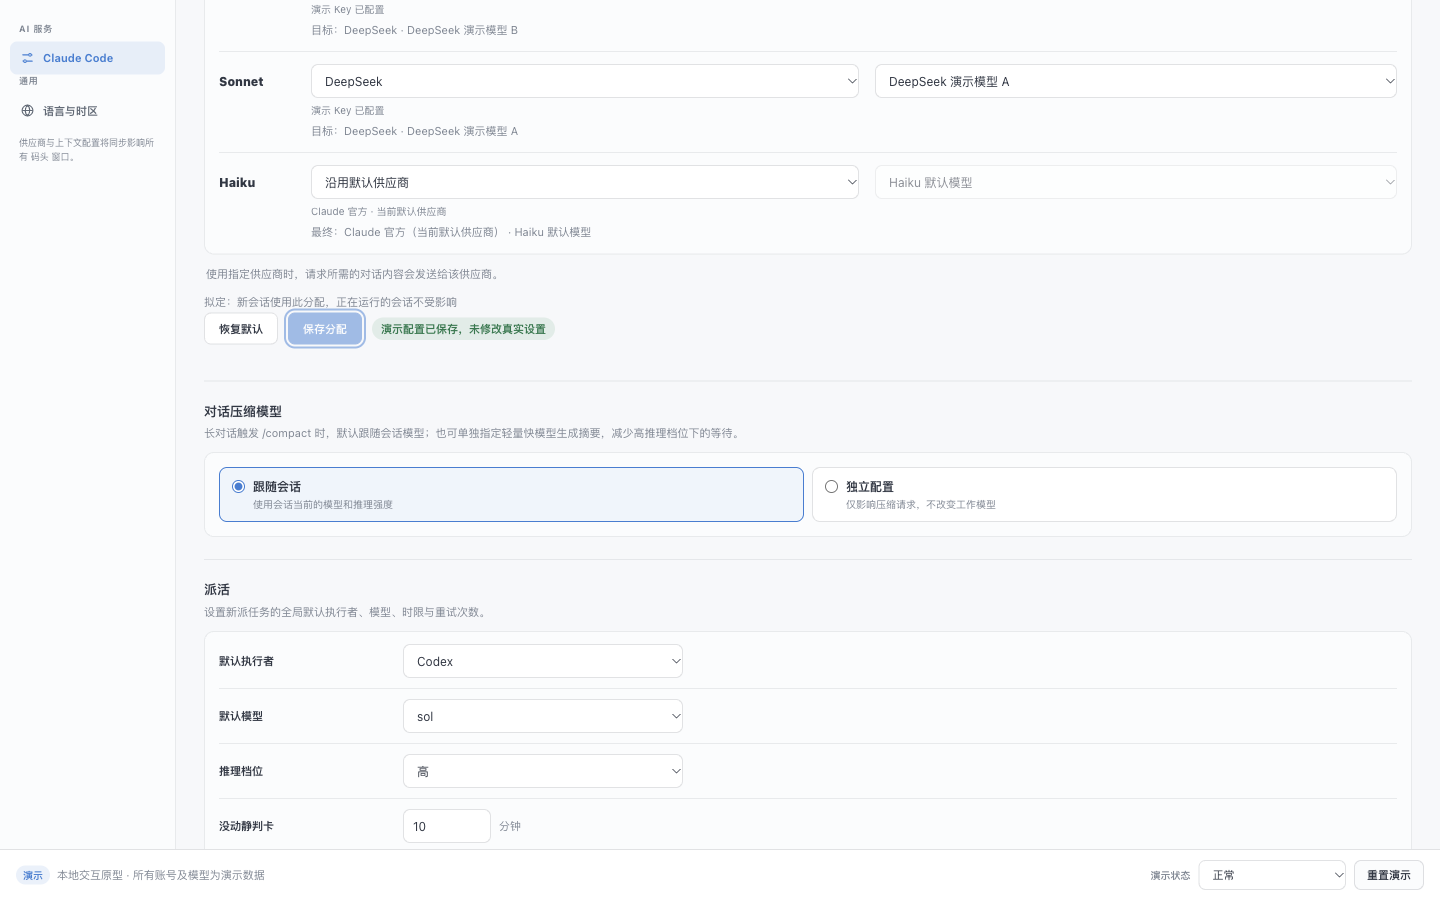 AI 服务
Claude Code
通用
语言与时区
供应商与上下文配置将同步影响所
有 码头 窗口。
演示 Key 已配置
目标：DeepSeek · DeepSeek 演示模型 B
Sonnet
DeepSeek
DeepSeek 演示模型 A
演示 Key 已配置
目标：DeepSeek · DeepSeek 演示模型 A
Haiku
沿用默认供应商
Haiku 默认模型
Claude 官方 · 当前默认供应商
最终：Claude 官方（当前默认供应商） · Haiku 默认模型
使用指定供应商时，请求所需的对话内容会发送给该供应商。
拟定：新会话使用此分配，正在运行的会话不受影响
恢复默认
保存分配
演示配置已保存，未修改真实设置
对话压缩模型
长对话触发 /compact 时，默认跟随会话模型；也可单独指定轻量快模型生成摘要，减少高推理档位下的等待。
跟随会话
使用会话当前的模型和推理强度
独立配置
仅影响压缩请求，不改变工作模型
派活
设置新派任务的全局默认执行者、模型、时限与重试次数。
默认执行者
Codex
默认模型
sol
推理档位
高
没动静判卡
10
分钟
演示
本地交互原型 · 所有账号及模型为演示数据
演示状态
正常
重置演示